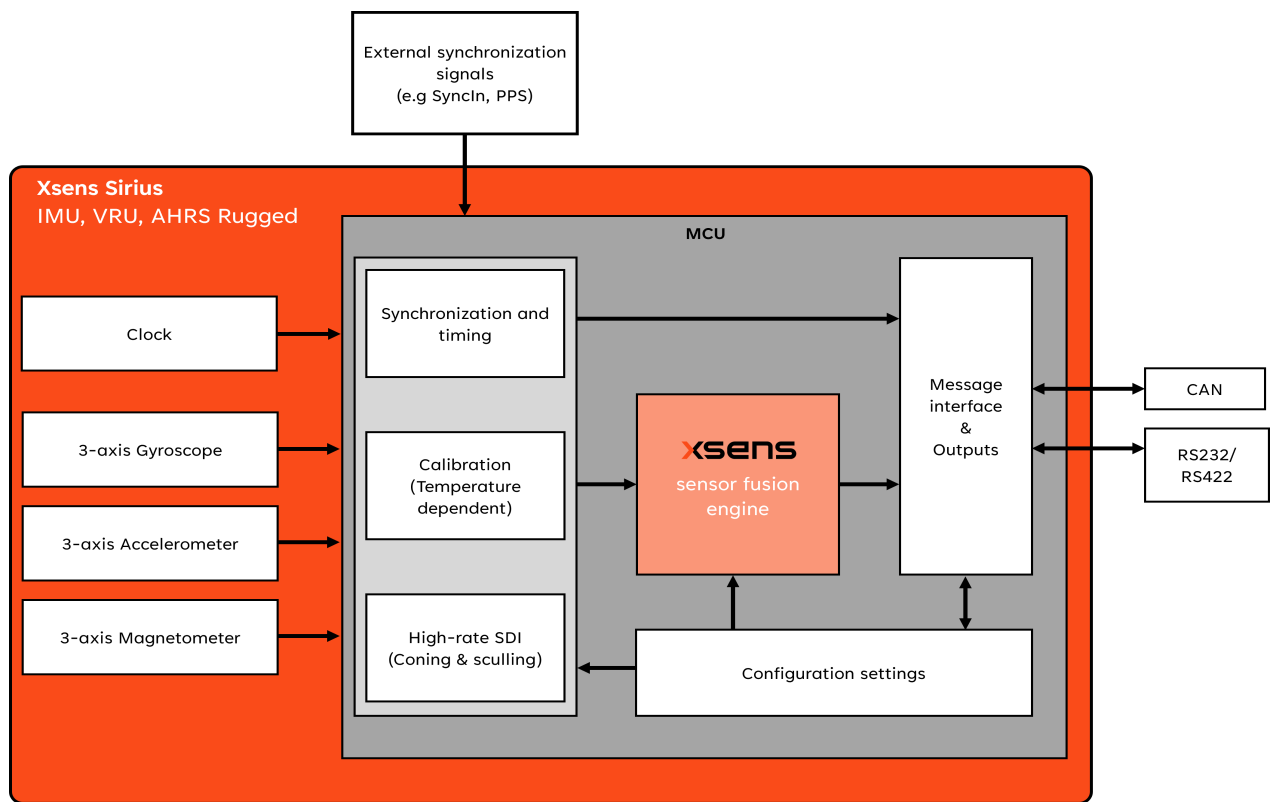 External synchronization
signals
(e.g SyncIn, PPS)
Xsens Sirius
IMU, VRU, AHRS Rugged
MCU
Clock
3-axis Gyroscope
3-axis Accelerometer
3-axis Magnetometer
Synchronization and
timing
Calibration
(Temperature
dependent)
High-rate SDI
(Coning & sculling)
xsens
sensor fusion
engine
Message
interface
&
Outputs
Configuration settings
CAN
RS232/
RS422